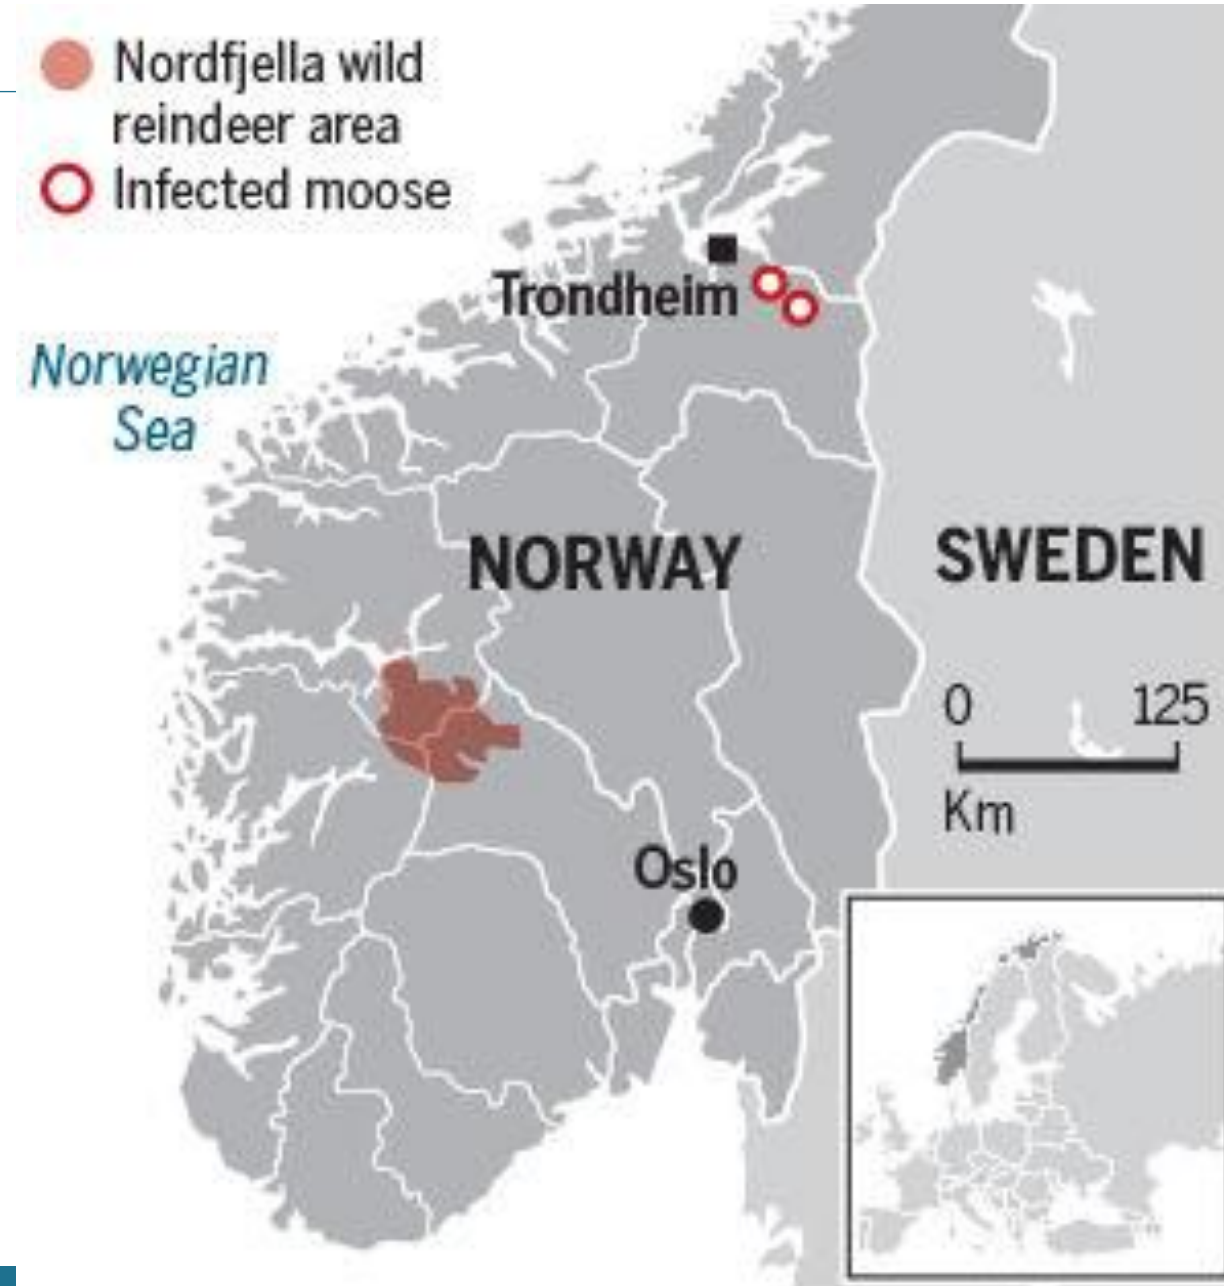 Nordfjella wild
reindeer area
Infected moose
Trondheim
Norwegian
Sea
NORWAY
SWEDEN
0 125
Km
Oslo